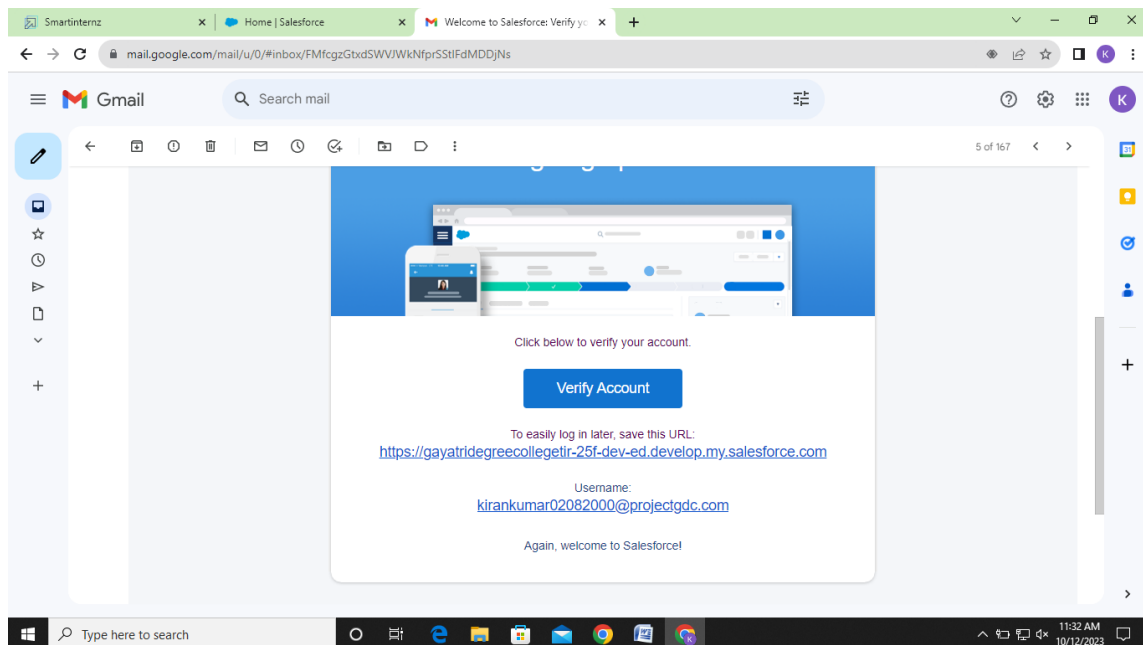 Smartinternz
Home | Salesforce
Welcome to Salesforce: Verify yo
mail.google.com/mail/u/0/#inbox/FMfcgzGtxdSWVJWkNfprSStlFdMDDjNs
K
Gmail
Search mail
K
5 of 167
31
Click below to verify your account.
Verify Account
To easily log in later, save this URL:
https://gayatridegreecollegetir-25f-dev-ed.develop.my.salesforce.com
Username:
kirankumar02082000@projectgdc.com
Again, welcome to Salesforce!
Type here to search
K
11:32 AM
10/12/2023